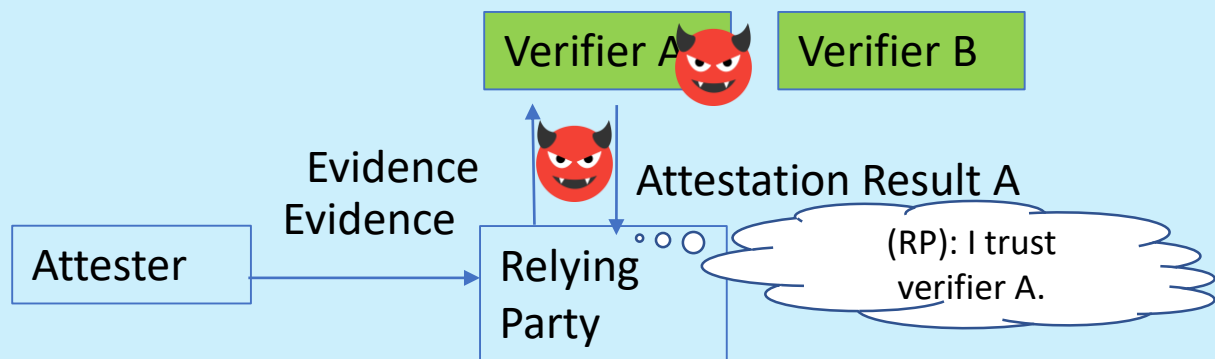 Verifier A
Verifier B
Evidence
Attestation Result A
Evidence
Attester
Relying
Party
(RP): I trust
verifier A.